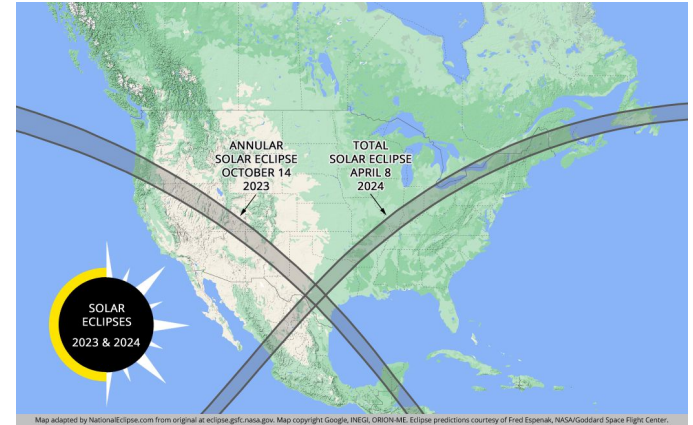 ANNULAR
SOLAR ECLIPSE
OCTOBER 14
2023
TOTAL
SOLAR ECLIPSE
APRIL 8
2024
SOLAR
ECLIPSES
2023 & 2024
Map adapted by NationalEclipse.com from original at eclipse.gsfc.nasa.gov. Map copyright Google, INEGI, ORION-ME. Eclipse predictions courtesy of Fred Espenak, NASA/Goddard Space Flight Center.